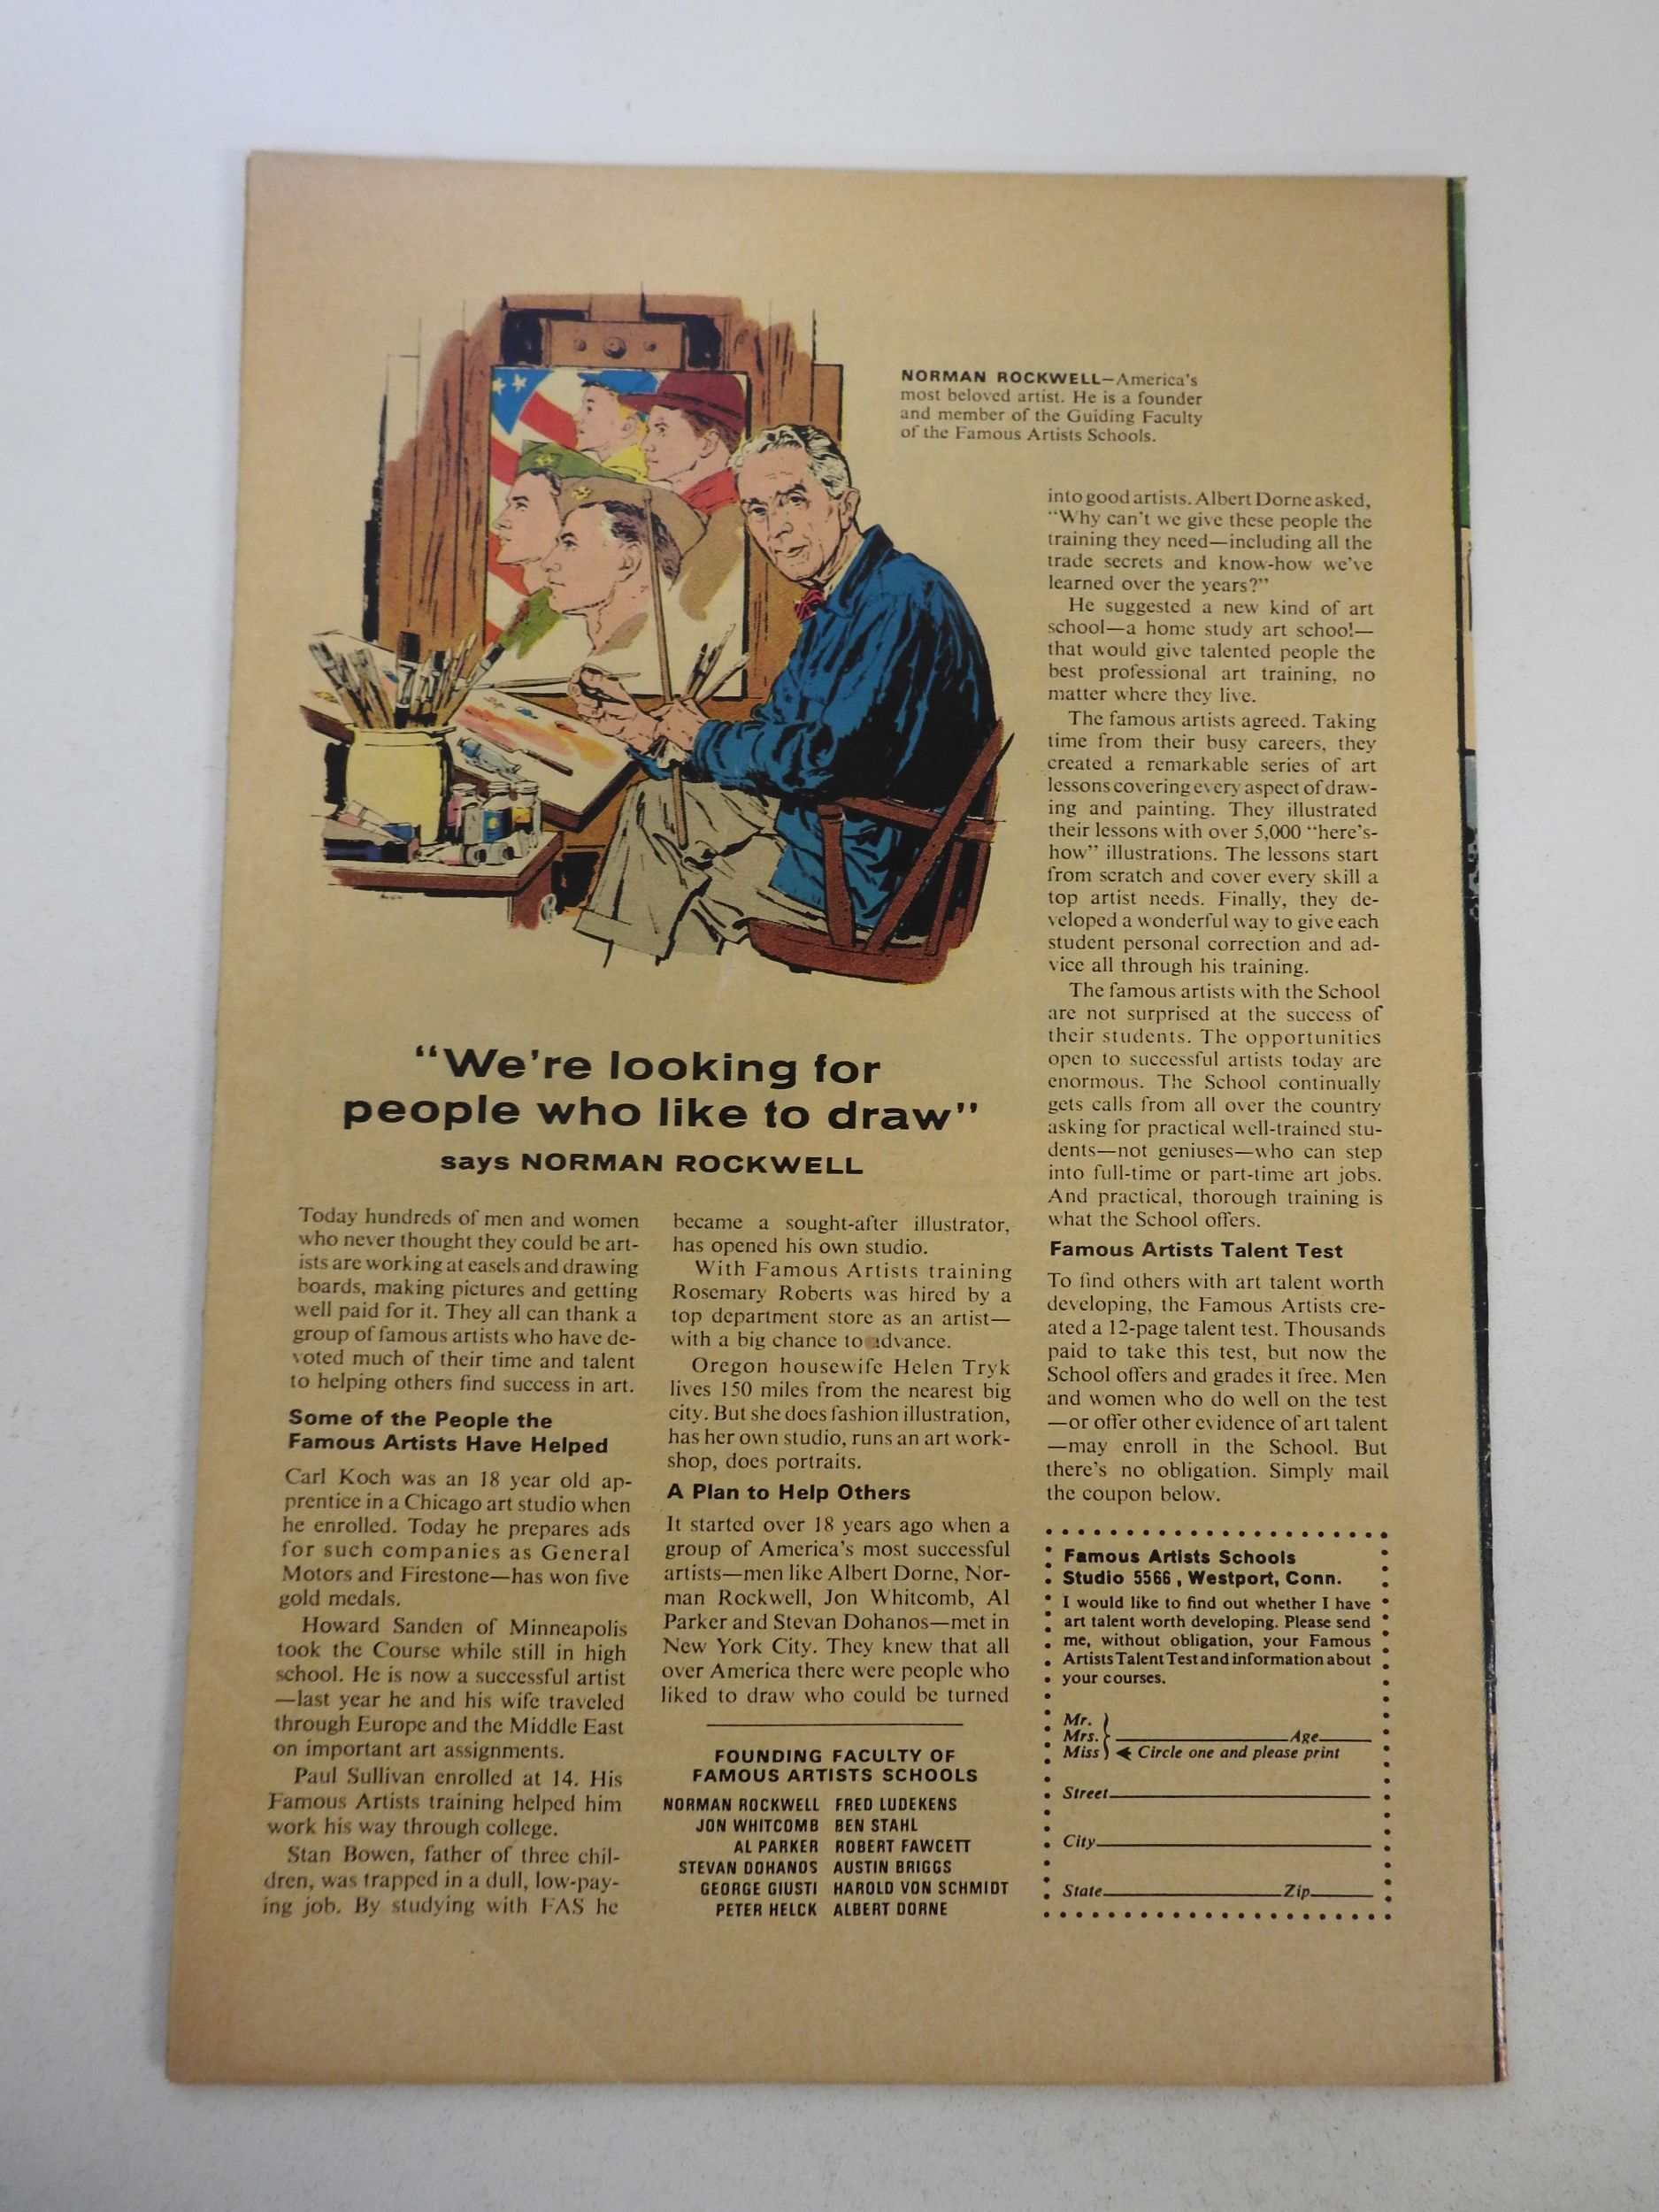 NORMAN ROCKWELL—America's
most beloved artist. He is a founder
and member of the Guiding Faculty
of the Famous Artists Schools.
"We're looking for
people who like to draw"
says NORMAN ROCKWELL
Today hundreds of men and women
who never thought they could be art-
ists are working at easels and drawing
boards, making pictures and getting
well paid for it. They all can thank a
group of famous artists who have de-
voted much of their time and talent
to helping others find success in art.
Some of the People the
Famous Artists Have Helped
Carl Koch was an 18 year old ap-
prentice in a Chicago art studio when
he enrolled. Today he prepares ads
for such companies as General
Motors and Firestone—has won five
gold medals.
Howard Sanden of Minneapolis
took the Course while still in high
school. He is now a successful artist
—last year he and his wife traveled
through Europe and the Middle East
on important art assignments.
Paul Sullivan enrolled at 14. His
Famous Artists training helped him
work his way through college.
Stan Bowen, father of three chil-
dren, was trapped in a dull, low-pay-
ing job. By studying with FAS he
became a sought-after illustrator,
has opened his own studio.
With Famous Artists training
Rosemary Roberts was hired by a
top department store as an artist—
with a big chance to advance.
Oregon housewife Helen Tryk
lives 150 miles from the nearest big
city. But she does fashion illustration,
has her own studio, runs an art work-
shop, does portraits.
A Plan to Help Others
It started over 18 years ago when a
group of America's most successful
artists—men like Albert Dorne, Nor-
man Rockwell, Jon Whitcomb, Al
Parker and Stevan Dohanos—met in
New York City. They knew that all
over America there were people who
liked to draw who could be turned
FOUNDING FACULTY OF
FAMOUS ARTISTS SCHOOLS
NORMAN ROCKWELL FRED LUDEKENS
JON WHITCOMB BEN STAHL
AL PARKER ROBERT FAWCETT
STEVAN DOHANOS AUSTIN BRIGGS
GEORGE GIUSTI HAROLD VON SCHMIDT
PETER HELCK ALBERT DORNE
into good artists. Albert Dorne asked,
"Why can't we give these people the
training they need—including all the
trade secrets and know-how we've
learned over the years?"
He suggested a new kind of art
school—a home study art school—
that would give talented people the
best professional art training, no
matter where they live.
The famous artists agreed. Taking
time from their busy careers, they
created a remarkable series of art
lessons covering every aspect of draw-
ing and painting. They illustrated
their lessons with over 5,000 "here's-
how" illustrations. The lessons start
from scratch and cover every skill a
top artist needs. Finally, they de-
veloped a wonderful way to give each
student personal correction and ad-
vice all through his training.
The famous artists with the School
are not surprised at the success of
their students. The opportunities
open to successful artists today are
enormous. The School continually
gets calls from all over the country
asking for practical well-trained stu-
dents—not geniuses—who can step
into full-time or part-time art jobs.
And practical, thorough training is
what the School offers.
Famous Artists Talent Test
To find others with art talent worth
developing, the Famous Artists cre-
ated a 12-page talent test. Thousands
paid to take this test, but now the
School offers and grades it free. Men
and women who do well on the test
—or offer other evidence of art talent
—may enroll in the School. But
there's no obligation. Simply mail
the coupon below.
Famous Artists Schools
Studio 5566, Westport, Conn.
I would like to find out whether I have
art talent worth developing. Please send
me, without obligation, your Famous
Artists Talent Test and information about
your courses.
Mr.
Mrs. Age
Miss Circle one and please print
Street
City
State Zip